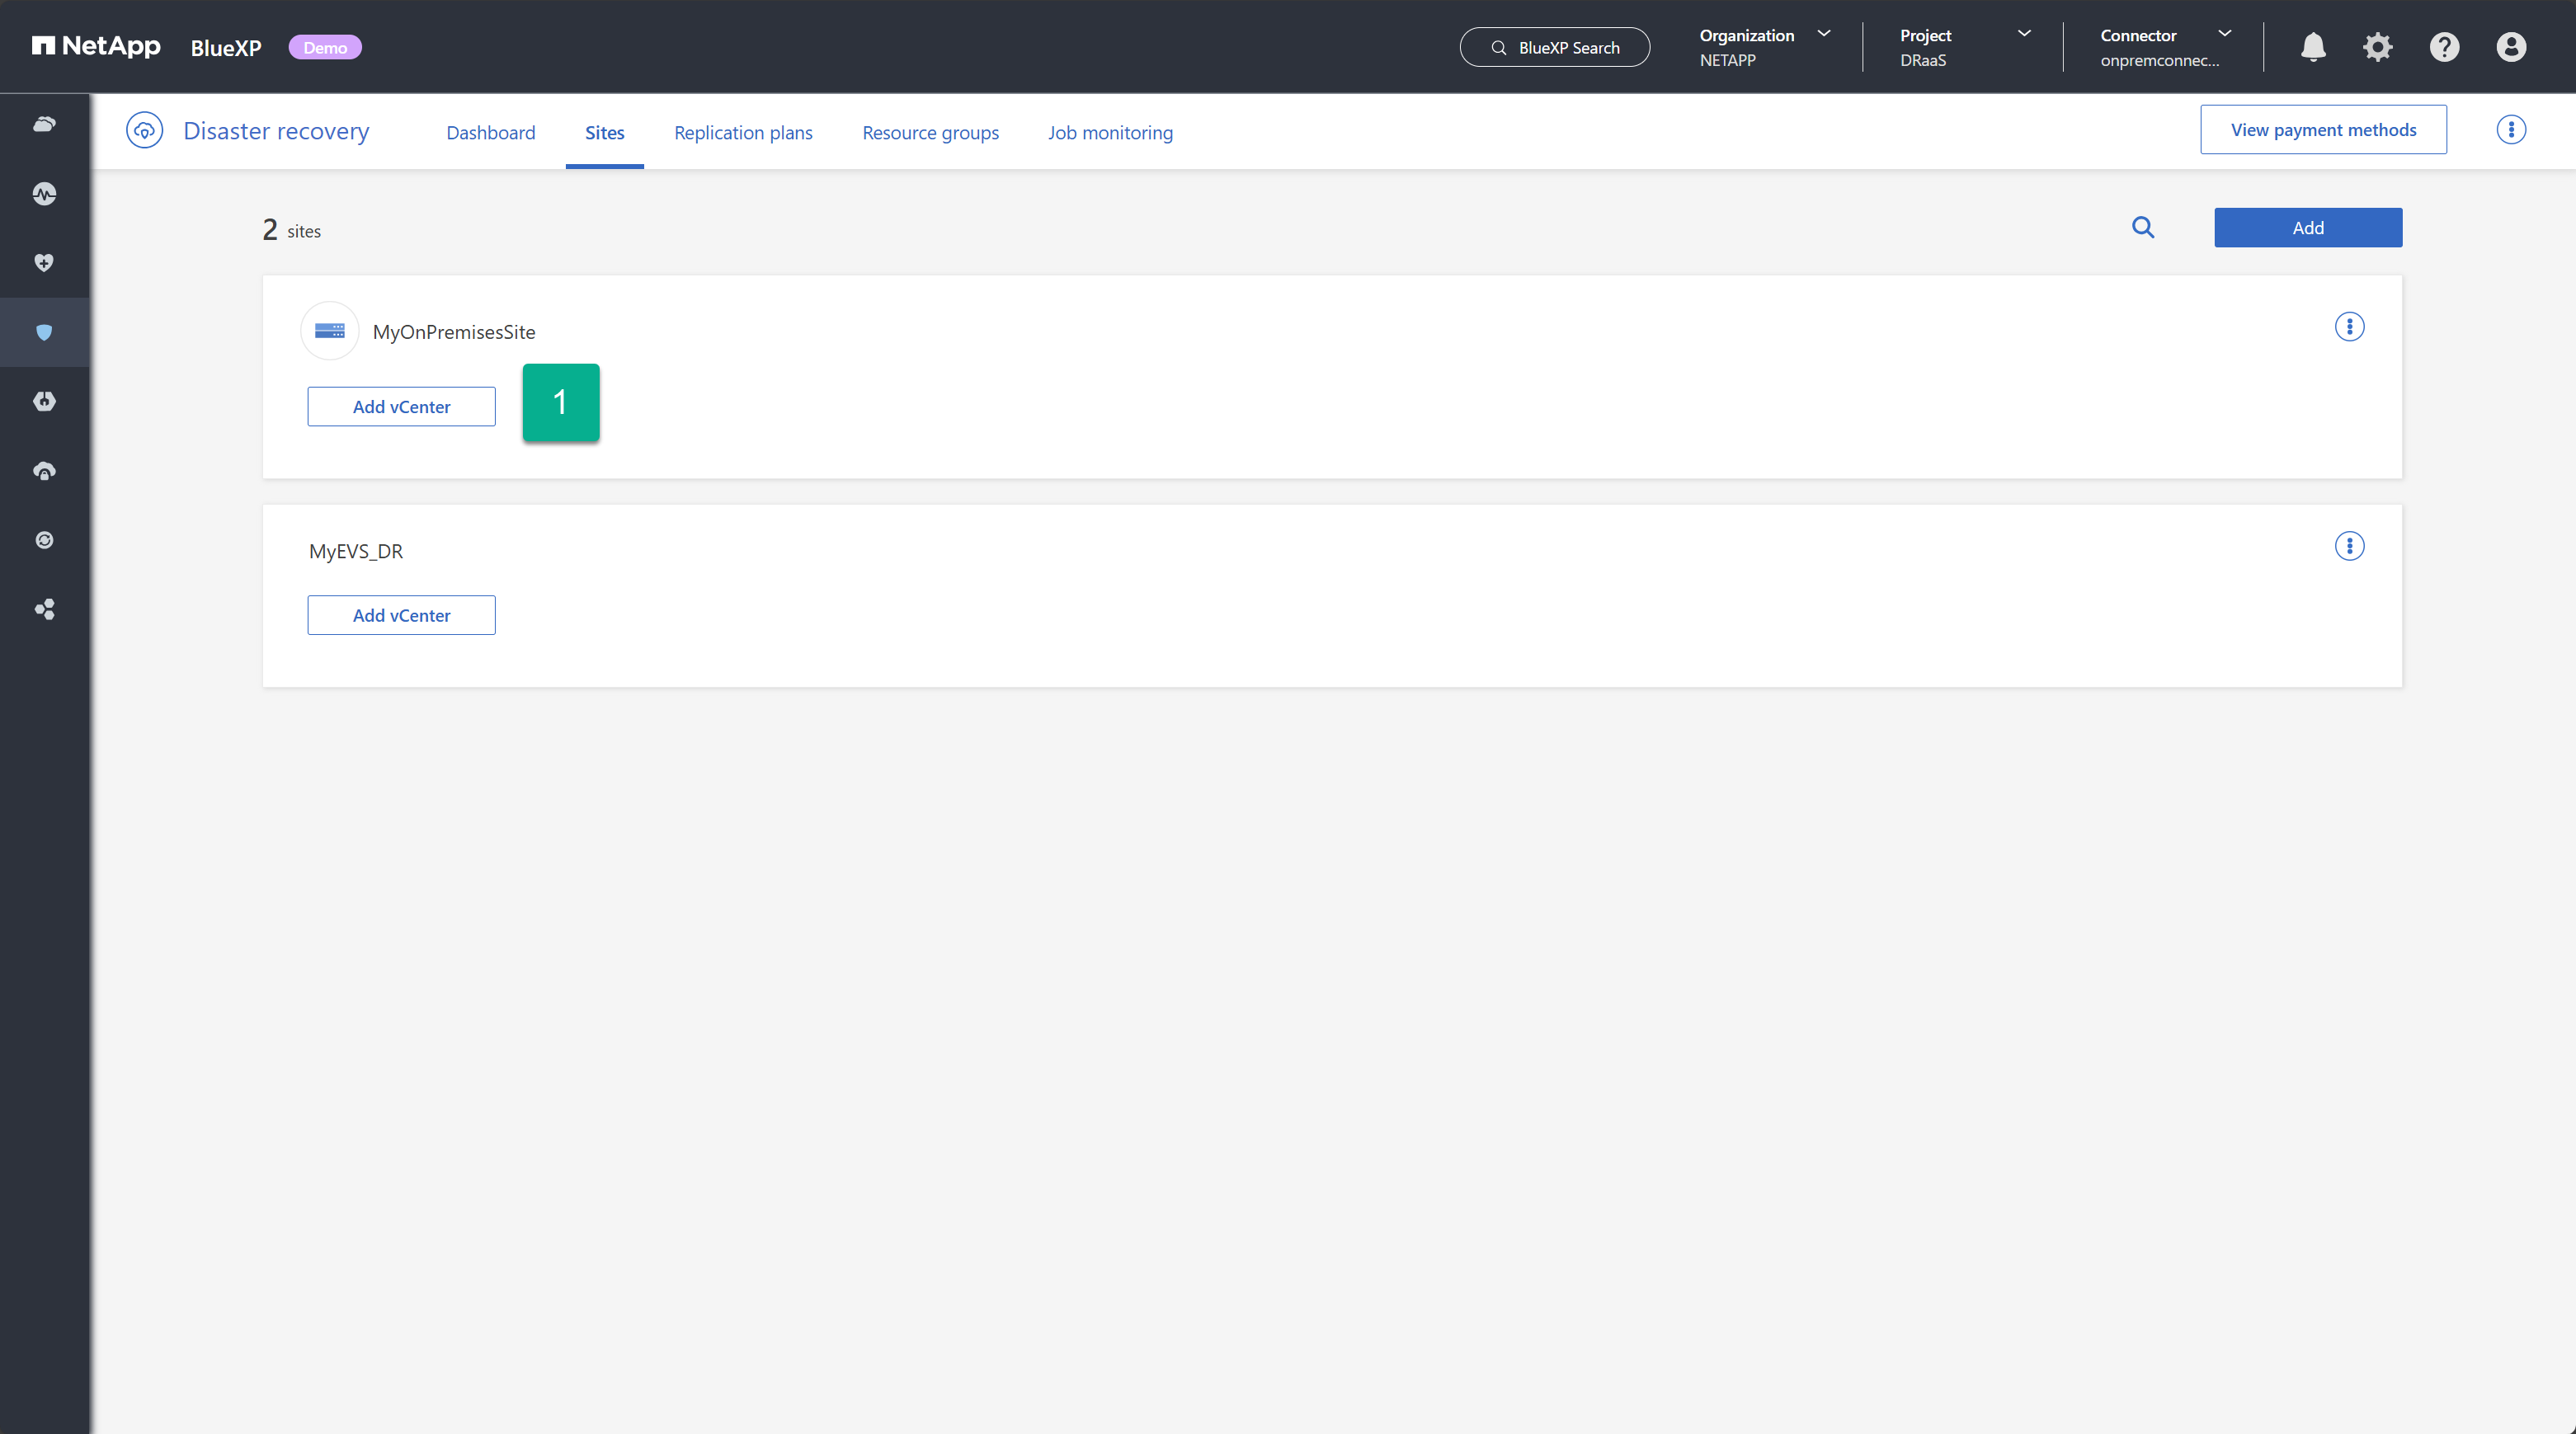 NetApp BlueXP Demo
BlueXP Search
Organization
NETAPP
Project
DRaaS
Connector
onpremconnec...
Disaster recovery
Dashboard
Sites
Replication plans
Resource groups
Job monitoring
View payment methods
2 sites
Add
MyOnPremisesSite
Add vCenter
1
MyEVS_DR
Add vCenter